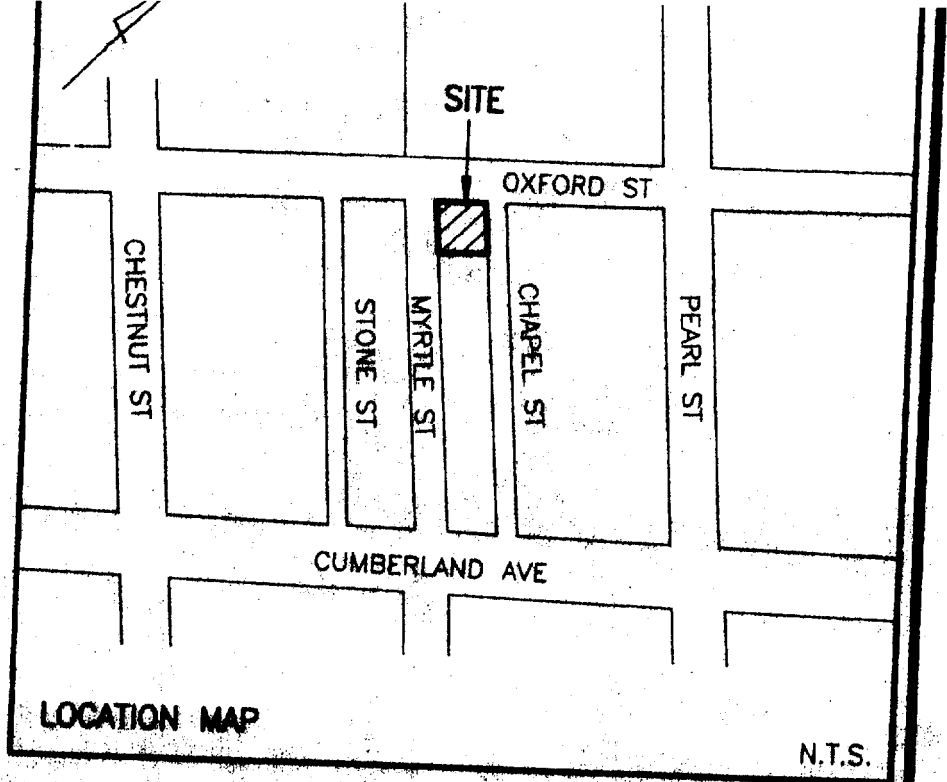 SITE
OXFORD ST
CHESTNUT ST
STONE ST
MYRTLE ST
CHAPEL ST
PEARL ST
CUMBERLAND AVE
LOCATION MAP
N.T.S.